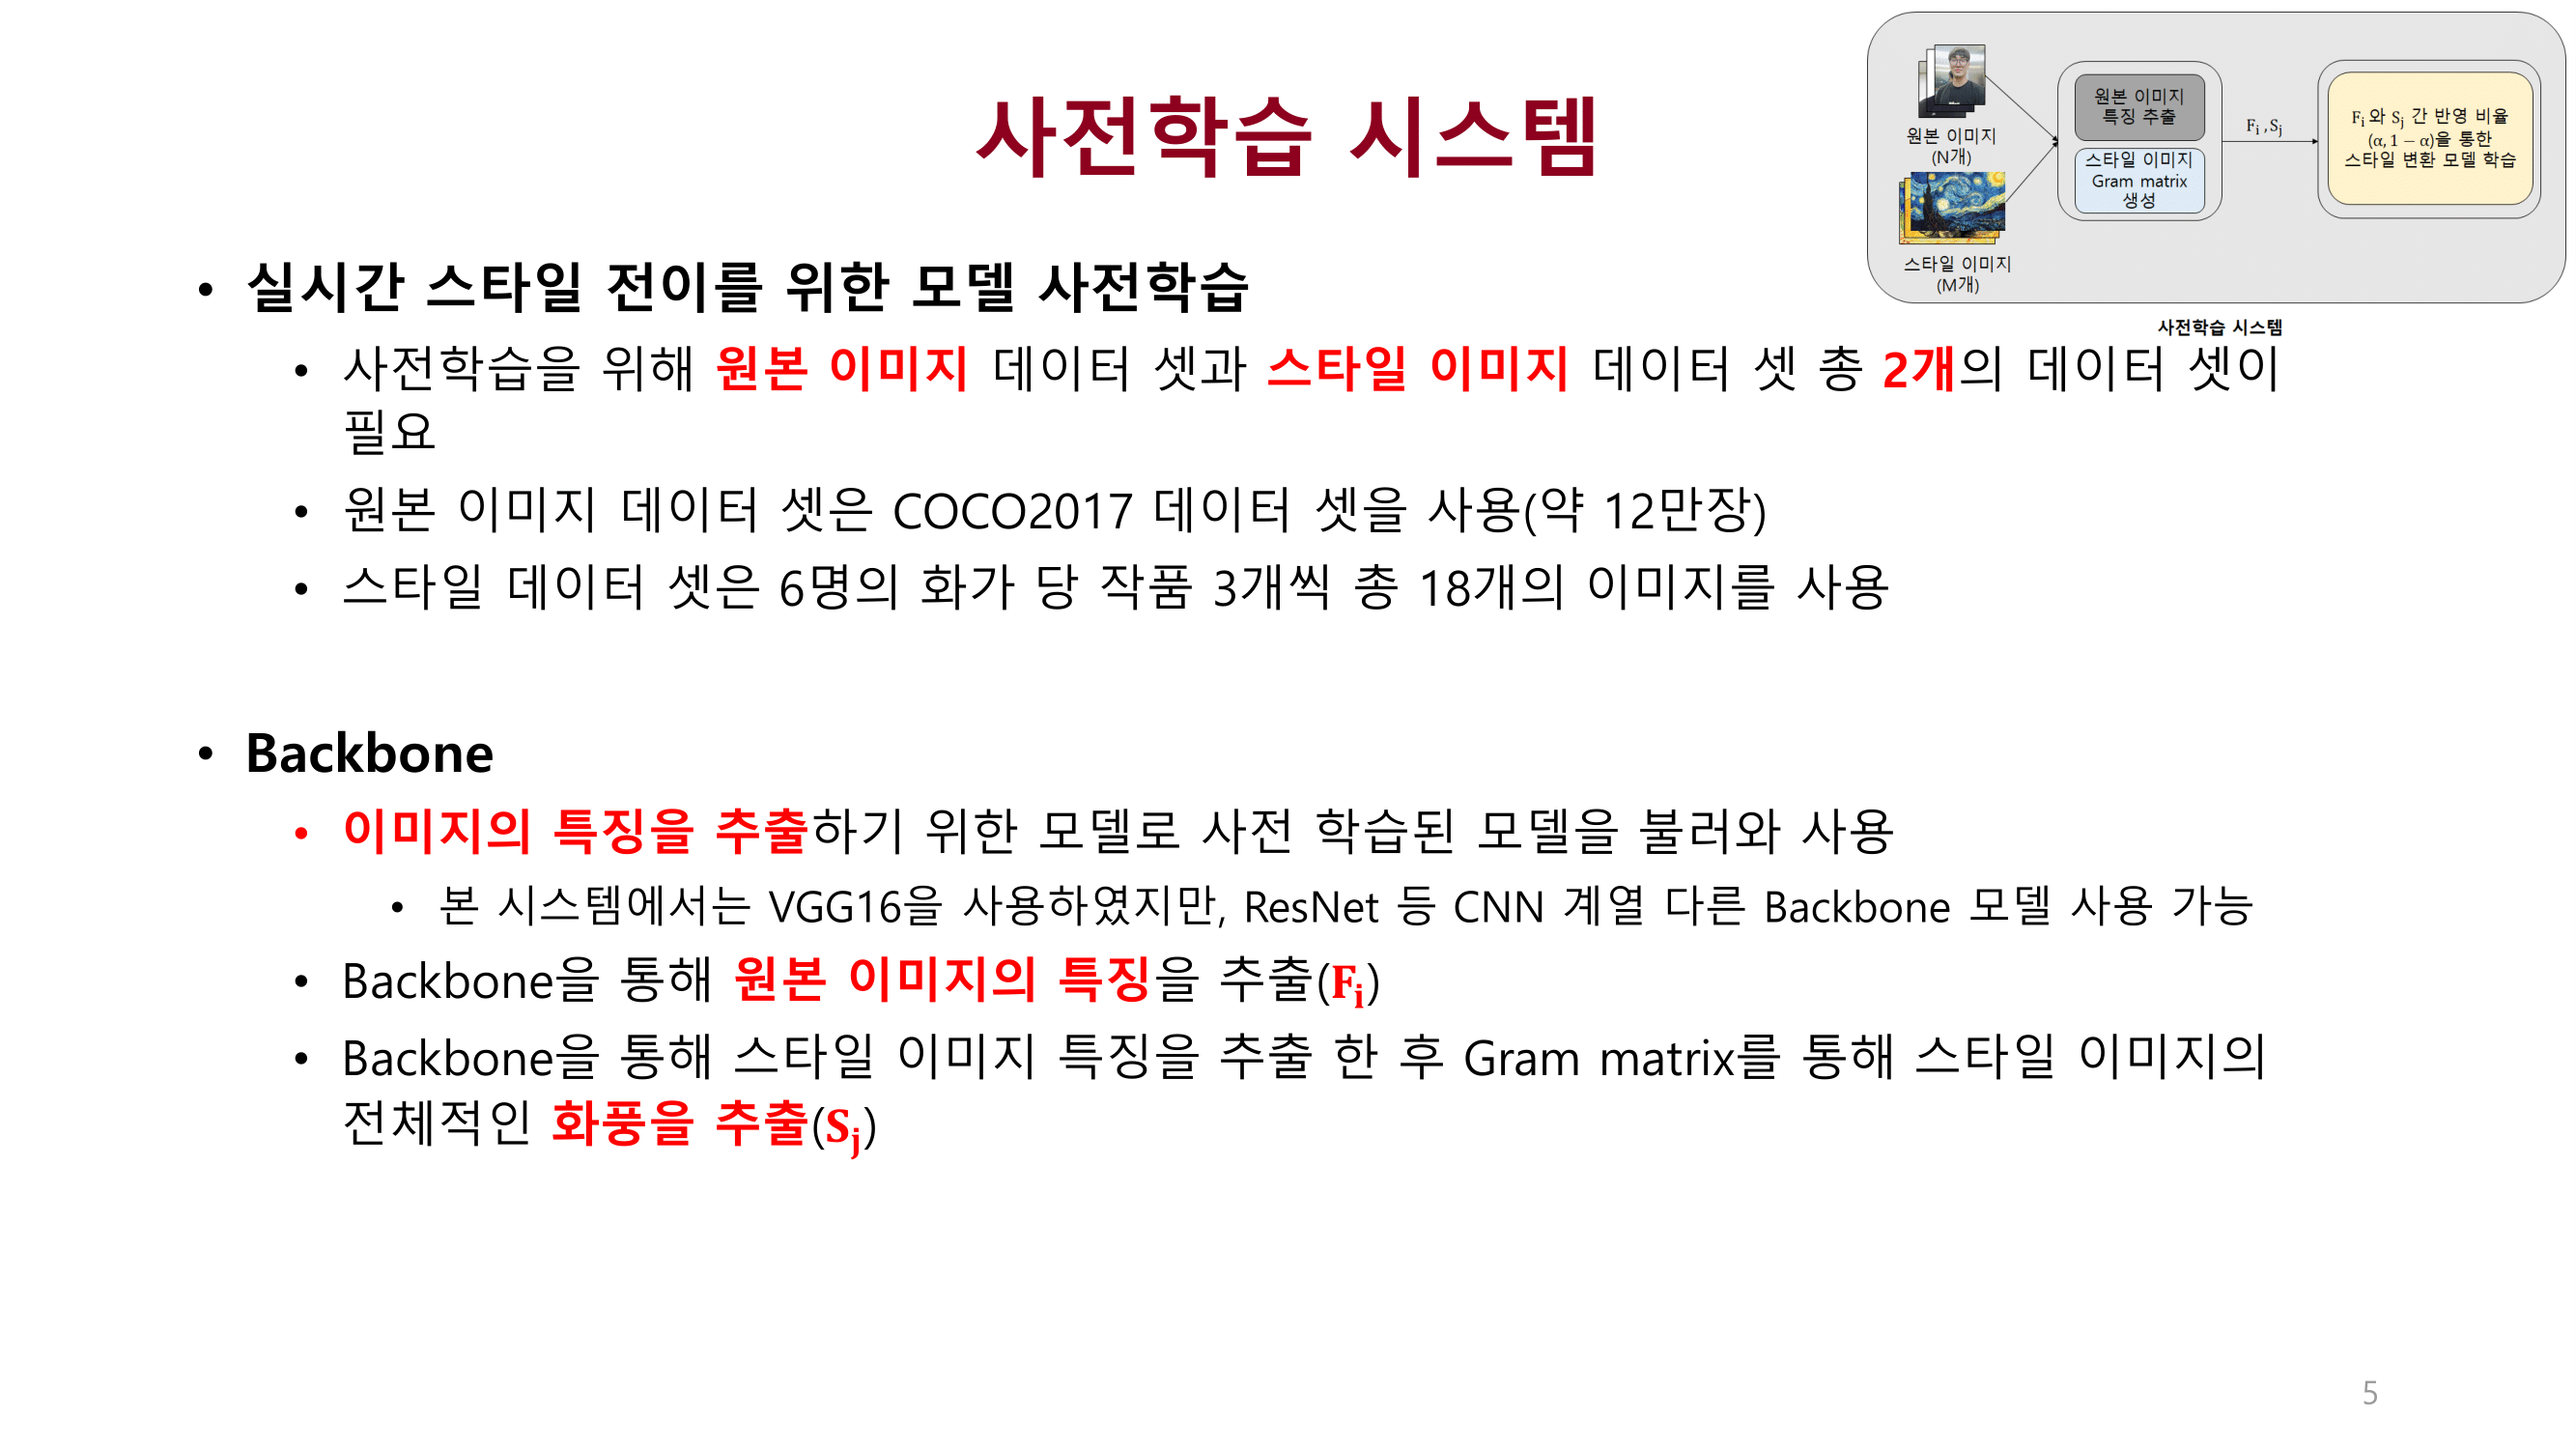 사전학습 시스템
원본 이미지
(N개)
스타일 이미지
(M개)
원본 이미지
특징 추출
스타일 이미지
Gram matrix
생성
Fi , Sj
Fi 와 Sj 간 반영 비율
(α, 1 − α)을 통한
스타일 변환 모델 학습
사전학습 시스템
• 실시간 스타일 전이를 위한 모델 사전학습
• 사전학습을 위해 원본 이미지 데이터 셋과 스타일 이미지 데이터 셋 총 2개의 데이터 셋이
필요
• 원본 이미지 데이터 셋은 COCO2017 데이터 셋을 사용(약 12만장)
• 스타일 데이터 셋은 6명의 화가 당 작품 3개씩 총 18개의 이미지를 사용
• Backbone
• 이미지의 특징을 추출하기 위한 모델로 사전 학습된 모델을 불러와 사용
• 본 시스템에서는 VGG16을 사용하였지만, ResNet 등 CNN 계열 다른 Backbone 모델 사용 가능
• Backbone을 통해 원본 이미지의 특징을 추출(Fi)
• Backbone을 통해 스타일 이미지 특징을 추출 한 후 Gram matrix를 통해 스타일 이미지의
전체적인 화풍을 추출(Sj)
5